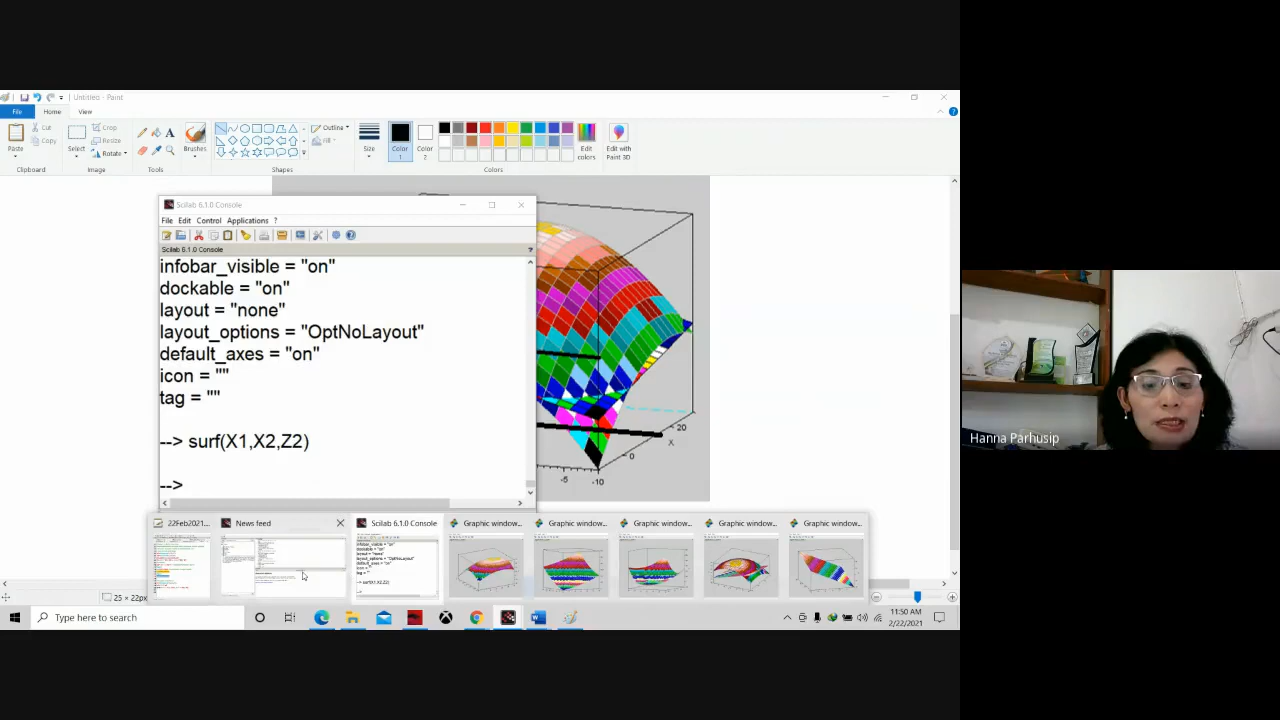 Untitled - Paint
File
Home
View
Paste
Cut
Copy
Clipboard
Select
Crop
Resize
Rotate
Image
Tools
Brushes
Shapes
Outline
Fill
Size
Color 1
Color 2
Edit colors
Colors
Edit with Paint 3D
Scilab 6.1.0 Console
File Edit Control Applications ?
Scilab 6.1.0 Console
infobar_visible = "on"
dockable = "on"
layout = "none"
layout_options = "OptNoLayout"
default_axes = "on"
icon = ""
tag = ""
--> surf(X1,X2,Z2)
-->
X
20
0
-5
-10
22Feb2021...
News feed
Scilab 6.1.0 Console
Graphic window...
Graphic window...
Graphic window...
Graphic window...
Graphic window...
25 × 22px
Type here to search
11:50 AM
2/22/2021
Hanna Parhusip